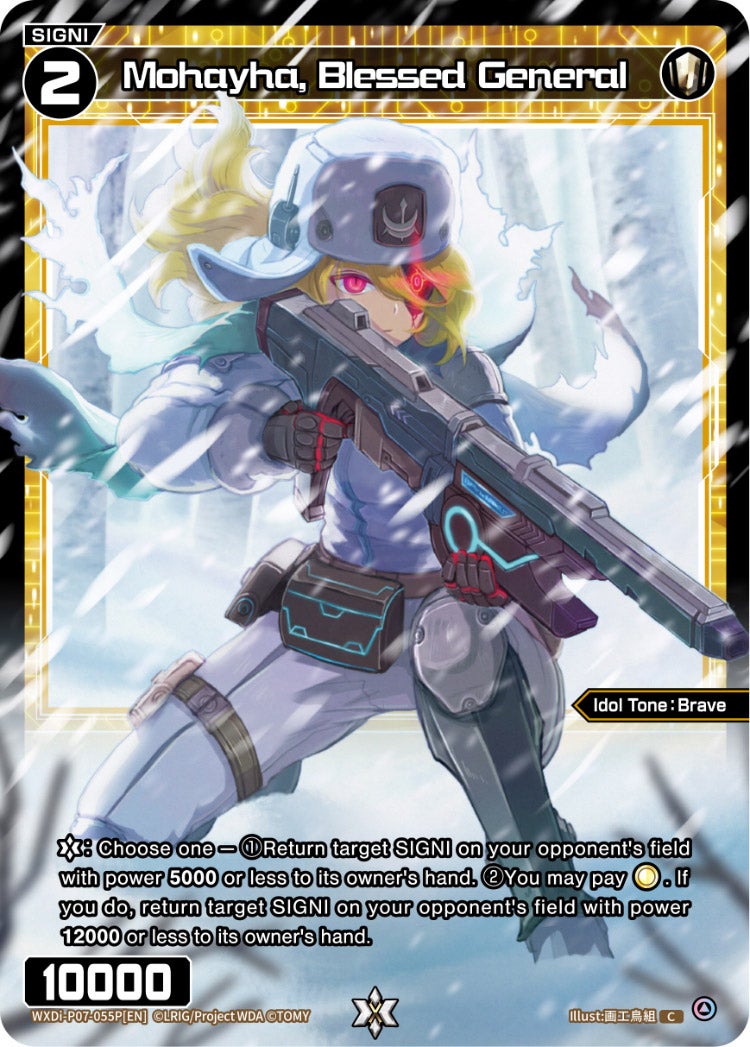 SIGNI
2
Mohayha, Blessed General
Idol Tone:Brave
: Choose one – ①Return target SIGNI on your opponent's field
with power 5000 or less to its owner's hand. ②You may pay . If
you do, return target SIGNI on your opponent's field with power
12000 or less to its owner's hand.
10000
WXDi-P07-055P[EN] ©LRIG/Project WDA ©TOMY
Illust:画工鳥組 C